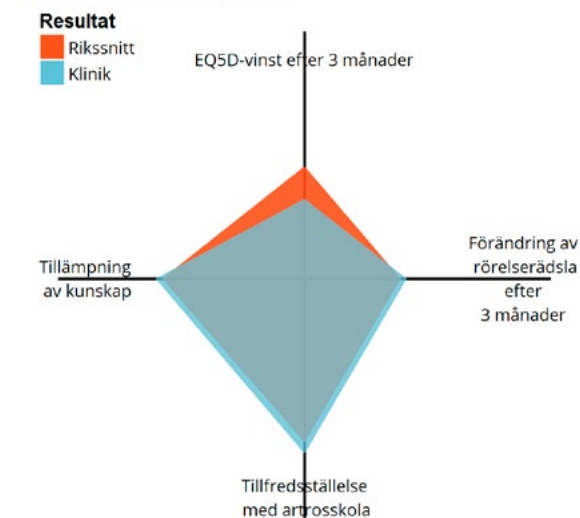 Resultat
Rikssnitt
Klinik
EQ5D-vinst efter 3 månader
Förändring av
rörelserädsla
efter
3 månader
Tillämpning
av kunskap
Tillfredsställelse
med artrosskola